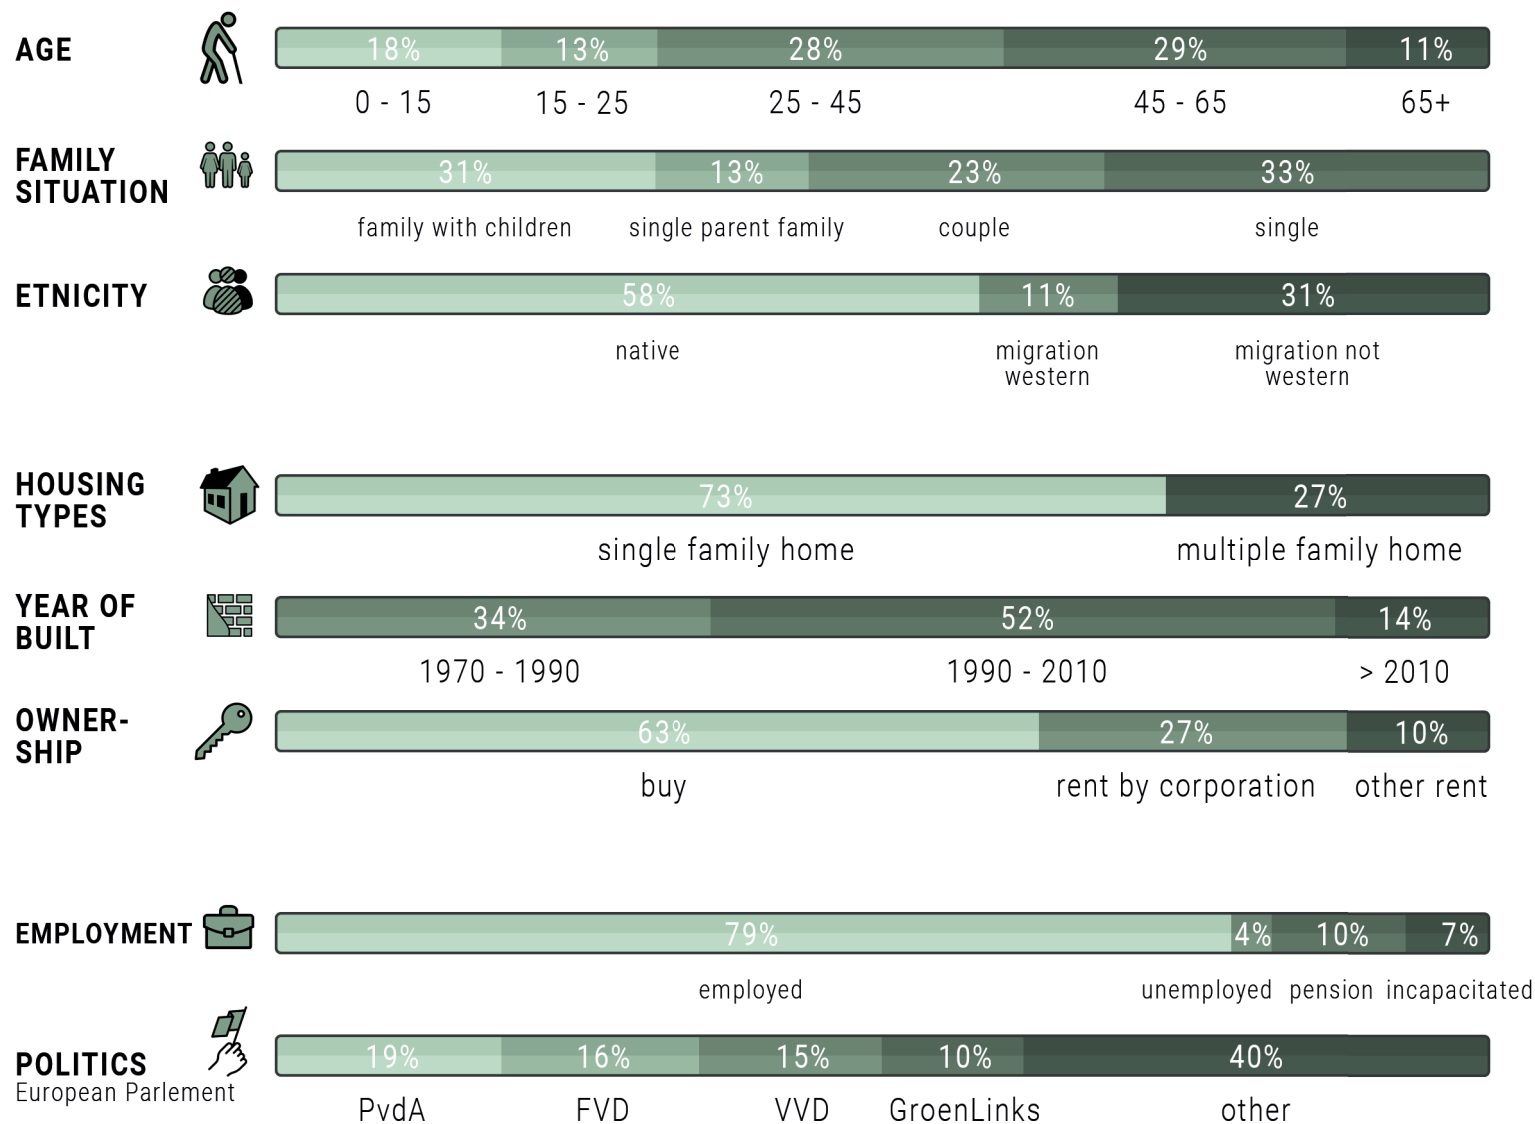 AGE
18% 13% 28% 29% 11%
0 - 15 15 - 25 25 - 45 45 - 65 65+
FAMILY
SITUATION
31% 13% 23% 33%
family with children single parent family couple single
ETNICITY
58% 11% 31%
native migration western migration not western
HOUSING
TYPES
73% 27%
single family home multiple family home
YEAR OF
BUILT
34% 52% 14%
1970 - 1990 1990 - 2010 > 2010
OWNER-
SHIP
63% 27% 10%
buy rent by corporation other rent
EMPLOYMENT
79% 4% 10% 7%
employed unemployed pension incapacitated
POLITICS
European Parlement
19% 16% 15% 10% 40%
PvdA FVD VVD GroenLinks other